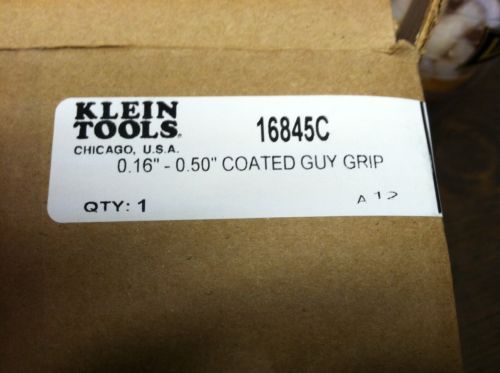 KLEIN
TOOLS®
CHICAGO, U.S.A.
16845C
0.16" - 0.50" COATED GUY GRIP
QTY: 1
A 12